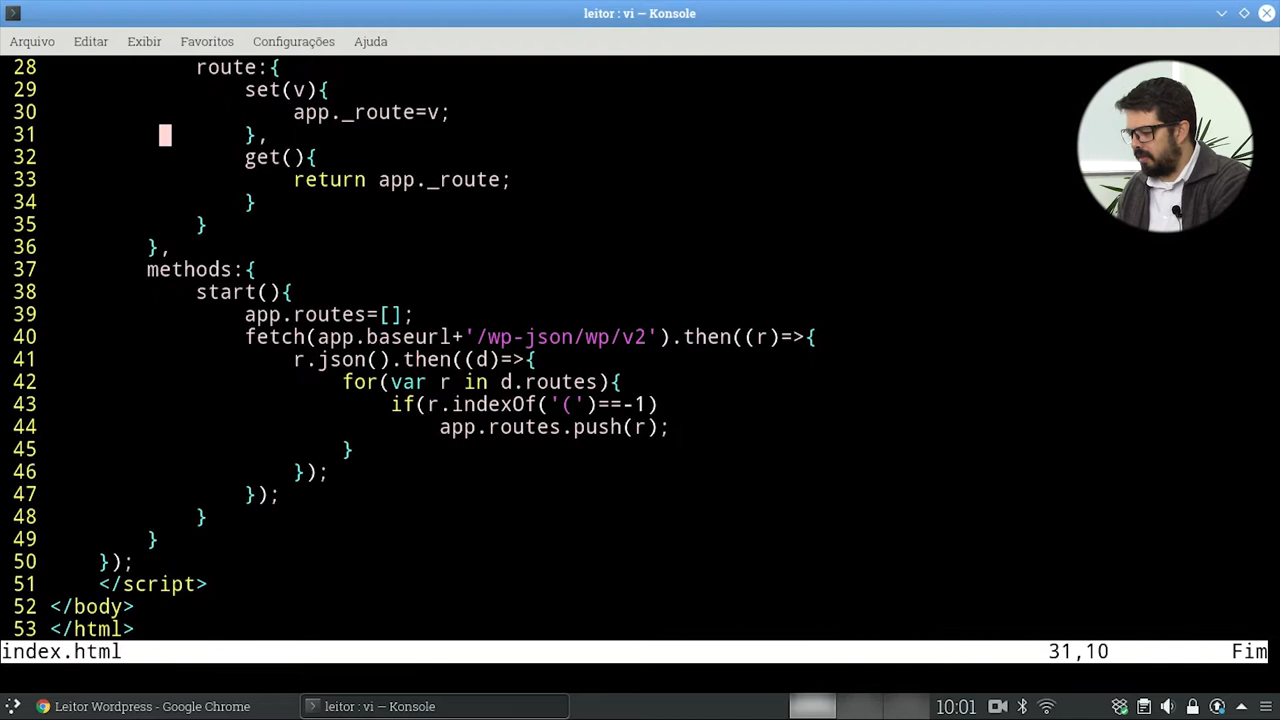 leitor : vi — Konsole
Arquivo Editar Exibir Favoritos Configurações Ajuda
28 route:{
29 set(v){
30 app._route=v;
31 },
32 get(){
33 return app._route;
34 }
35 }
36 },
37 methods:{
38 start(){
39 app.routes=[];
40 fetch(app.baseurl+'/wp-json/wp/v2').then((r)=>{
41 r.json().then((d)=>{
42 for(var r in d.routes){
43 if(r.indexOf('(')==-1)
44 app.routes.push(r);
45 }
46 });
47 });
48 }
49 }
50 });
51 </script>
52 </body>
53 </html>
index.html 31,10 Fim
Leitor Wordpress - Google Chrome leitor : vi — Konsole 10:01